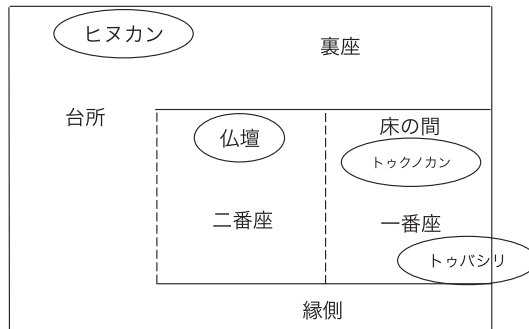 ヒヌカン
裏座
台所
仏壇
床の間
トゥクノカン
二番座
一番座
トゥバシリ
縁側